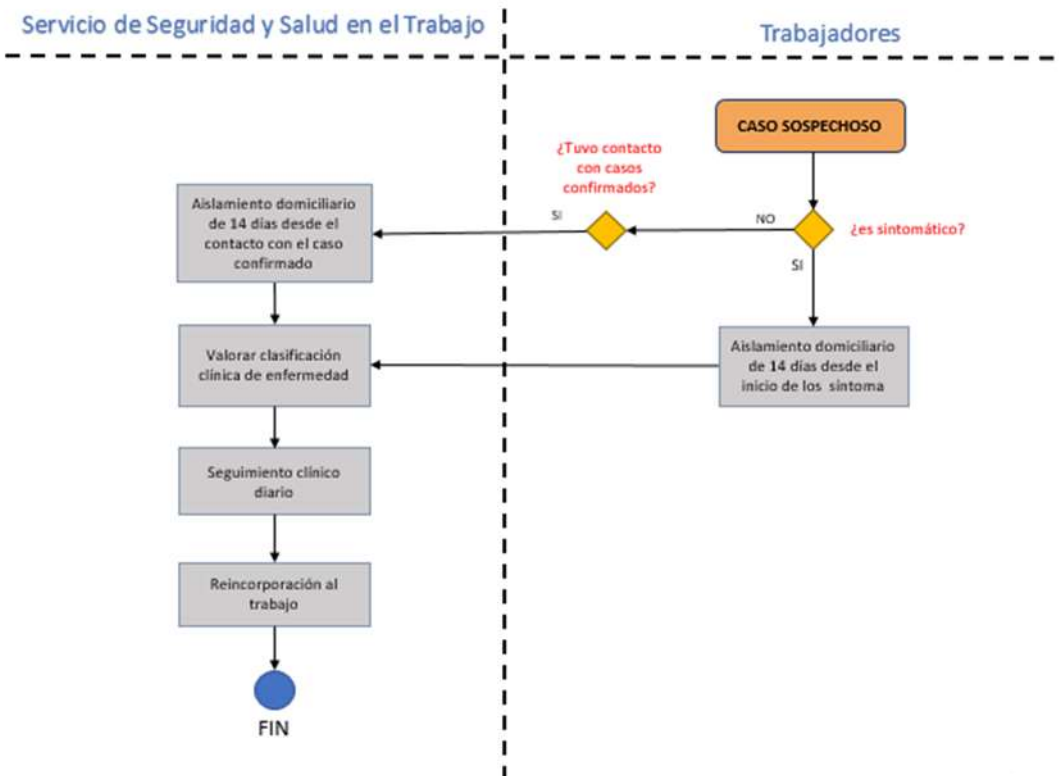 Servicio de Seguridad y Salud en el Trabajo
Trabajadores
CASO SOSPECHOSO
¿Tuvo contacto
con casos
confirmados?
SI
NO
¿es sintomático?
SI
Aislamiento domiciliario
de 14 días desde el
contacto con el caso
confirmado
Valorar clasificación
clínica de enfermedad
Aislamiento domiciliario
de 14 días desde el
inicio de los síntoma
Seguimiento clínico
diario
Reincorporación al
trabajo
FIN